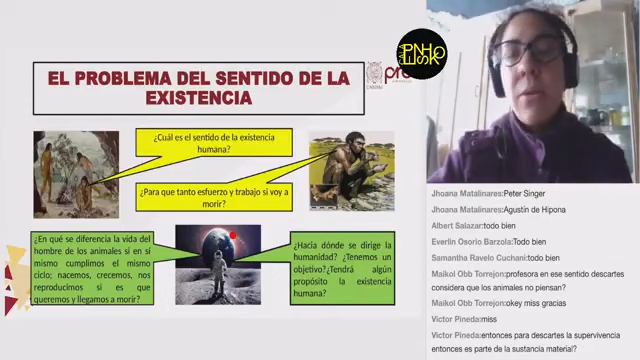 EL PROBLEMA DEL SENTIDO DE LA
EXISTENCIA
¿Cuál es el sentido de la existencia
humana?
¿Para que tanto esfuerzo y trabajo si voy a
morir?
¿En qué se diferencia la vida del
hombre de los animales si en sí
mismo cumplimos el mismo
ciclo; nacemos, crecemos, nos
reproducimos si es que
queremos y llegamos a morir?
¿Hacia dónde se dirige la
humanidad? ¿Tenemos un
objetivo?¿Tendrá algún
propósito la existencia
humana?
Jhoana Matalinares:Peter Singer
Jhoana Matalinares:Agustín de Hipona
Albert Salazar:todo bien
Everlin Osorio Barzola:Todo bien
Samantha Ravelo Cuchani:todo bien
Maikol Obb Torrejon:profesora en ese sentido descartes
considera que los animales no piensan?
Maikol Obb Torrejon:okey miss gracias
Victor Pineda:miss
Victor Pineda:entonces para descartes la supervivencia
entonces es parte de la sustancia material?